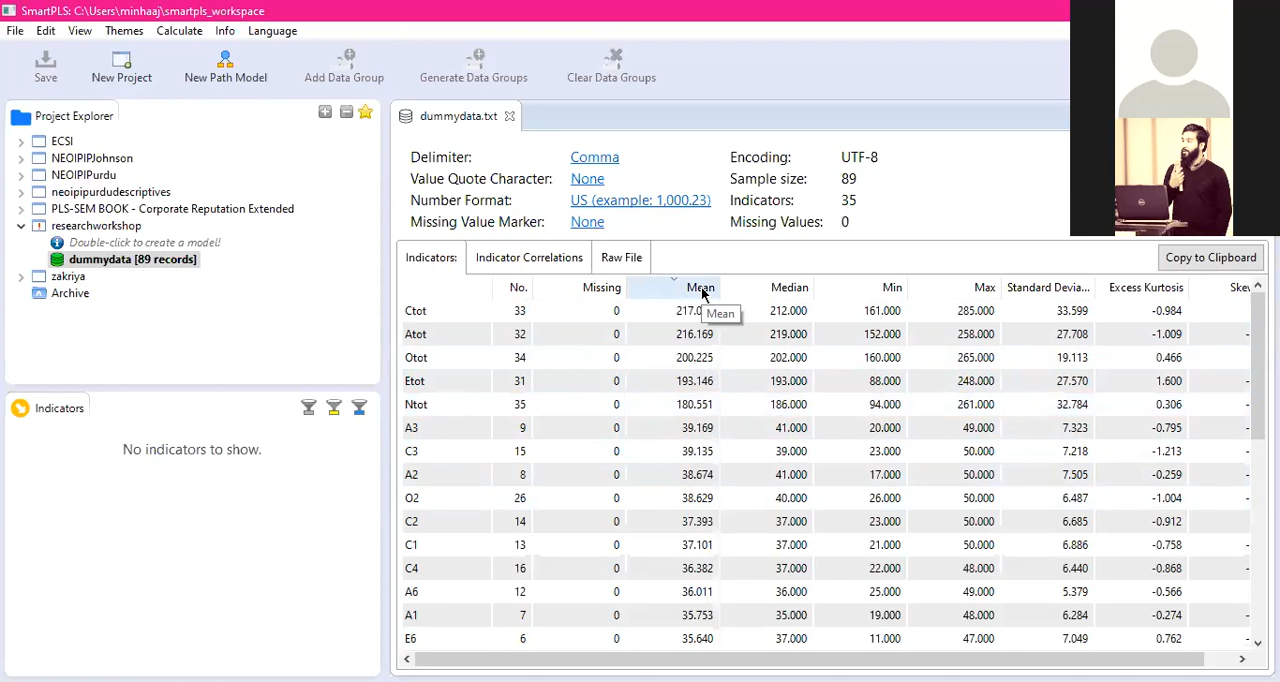 SmartPLS: C:\Users\minhaaj\smartpls_workspace
File Edit View Themes Calculate Info Language
Save New Project New Path Model Add Data Group Generate Data Groups Clear Data Groups
Project Explorer
ECSI
NEOIPIPJohnson
NEOIPIPurdu
neoipipurdudescriptives
PLS-SEM BOOK - Corporate Reputation Extended
researchworkshop
Double-click to create a model!
dummydata [89 records]
zakriya
Archive
Indicators
No indicators to show.
dummydata.txt
Delimiter: Comma Encoding: UTF-8
Value Quote Character: None Sample size: 89
Number Format: US (example: 1,000.23) Indicators: 35
Missing Value Marker: None Missing Values: 0
Indicators: Indicator Correlations Raw File Copy to Clipboard
No. Missing Mean Median Min Max Standard Devia... Excess Kurtosis Skew
Ctot 33 0 217. 212.000 161.000 285.000 33.599 -0.984
Mean
Atot 32 0 216.169 219.000 152.000 258.000 27.708 -1.009 -
Otot 34 0 200.225 202.000 160.000 265.000 19.113 0.466
Etot 31 0 193.146 193.000 88.000 248.000 27.570 1.600 -
Ntot 35 0 180.551 186.000 94.000 261.000 32.784 0.306 -
A3 9 0 39.169 41.000 20.000 49.000 7.323 -0.795 -
C3 15 0 39.135 39.000 23.000 50.000 7.218 -1.213 -
A2 8 0 38.674 41.000 17.000 50.000 7.505 -0.259 -
O2 26 0 38.629 40.000 26.000 50.000 6.487 -1.004 -
C2 14 0 37.393 37.000 23.000 50.000 6.685 -0.912 -
C1 13 0 37.101 37.000 21.000 50.000 6.886 -0.758 -
C4 16 0 36.382 37.000 22.000 48.000 6.440 -0.868 -
A6 12 0 36.011 36.000 25.000 49.000 5.379 -0.566 -
A1 7 0 35.753 35.000 19.000 48.000 6.284 -0.274 -
E6 6 0 35.640 37.000 11.000 47.000 7.049 0.762 -